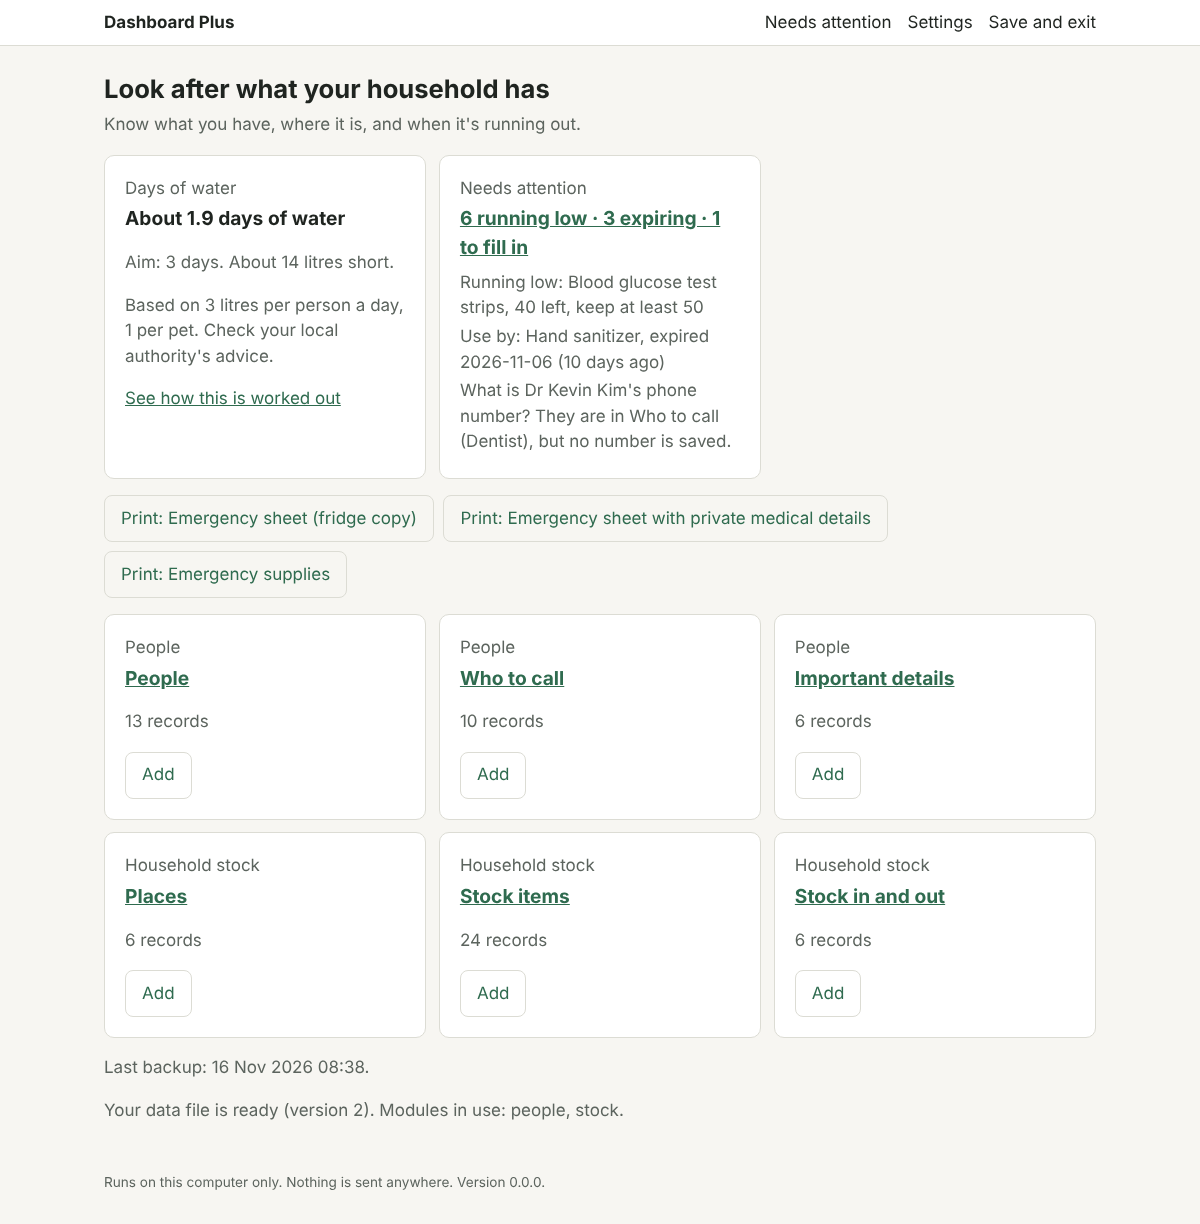 Dashboard Plus
Needs attention
Settings
Save and exit
Look after what your household has
Know what you have, where it is, and when it's running out.
Days of water
About 1.9 days of water
Aim: 3 days. About 14 litres short.
Based on 3 litres per person a day,
1 per pet. Check your local
authority's advice.
See how this is worked out
Needs attention
6 running low · 3 expiring · 1
to fill in
Running low: Blood glucose test
strips, 40 left, keep at least 50
Use by: Hand sanitizer, expired
2026-11-06 (10 days ago)
What is Dr Kevin Kim's phone
number? They are in Who to call
(Dentist), but no number is saved.
Print: Emergency sheet (fridge copy)
Print: Emergency sheet with private medical details
Print: Emergency supplies
People
People
13 records
Add
People
Who to call
10 records
Add
People
Important details
6 records
Add
Household stock
Places
6 records
Add
Household stock
Stock items
24 records
Add
Household stock
Stock in and out
6 records
Add
Last backup: 16 Nov 2026 08:38.
Your data file is ready (version 2). Modules in use: people, stock.
Runs on this computer only. Nothing is sent anywhere. Version 0.0.0.